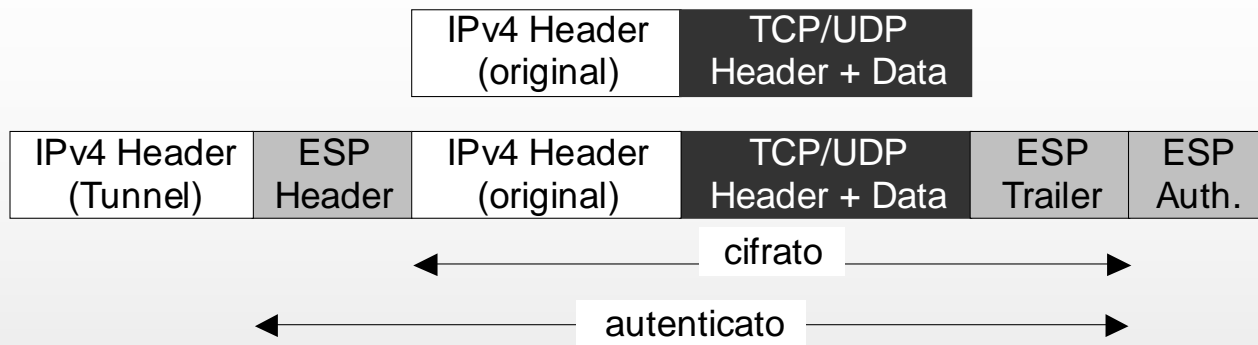 IPv4 Header
(original)
TCP/UDP
Header + Data
IPv4 Header
(Tunnel)
ESP
Header
IPv4 Header
(original)
TCP/UDP
Header + Data
ESP
Trailer
ESP
Auth.
cifrato
autenticato